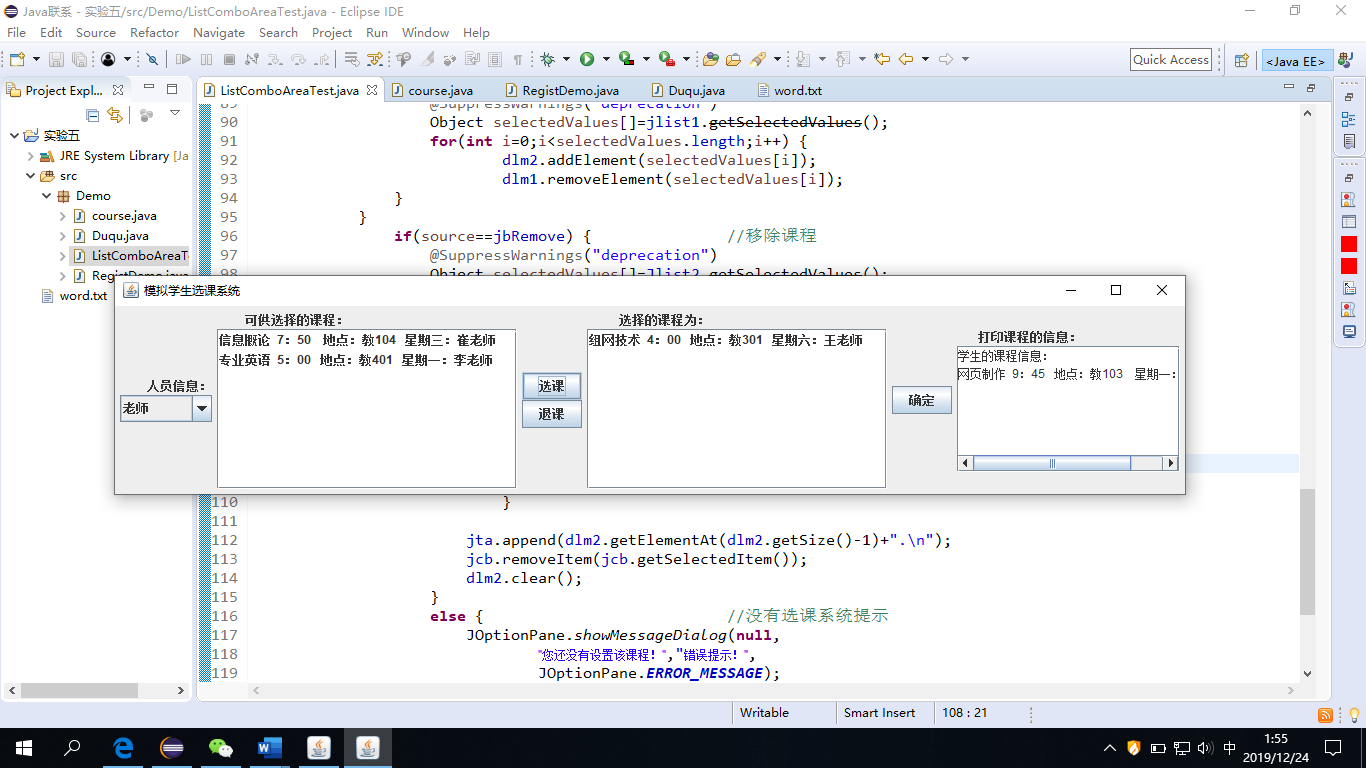 Java联系 - 实验五/src/Demo/ListComboAreaTest.java - Eclipse IDE
File Edit Source Refactor Navigate Search Project Run Window Help
Quick Access
<Java EE>
Project Expl...
ListComboAreaTest.java
course.java
RegistDemo.java
Duqu.java
word.txt
实验五
JRE System Library [Ja
src
Demo
course.java
Duqu.java
ListComboAreaT
RegistDemo.java
word.txt
89 @SuppressWarnings("deprecation")
90 Object selectedValues[]=jlist1.getSelectedValues();
91 for(int i=0;i<selectedValues.length;i++) {
92 dlm2.addElement(selectedValues[i]);
93 dlm1.removeElement(selectedValues[i]);
94 }
95 }
96 if(source==jbRemove) { //移除课程
97 @SuppressWarnings("deprecation")
98 Object selectedValues[]=Jlist2.getSelectedValues();
模拟学生选课系统
人员信息：
老师
可供选择的课程：
信息概论 7：50 地点：教104 星期三：崔老师
专业英语 5：00 地点：教401 星期一：李老师
选课
退课
选择的课程为：
组网技术 4：00 地点：教301 星期六：王老师
确定
打印课程的信息：
学生的课程信息：
网页制作 9：45 地点：教103 星期一：
110 }
111
112 jta.append(dlm2.getElementAt(dlm2.getSize()-1)+".\n");
113 jcb.removeItem(jcb.getSelectedItem());
114 dlm2.clear();
115 }
116 else { //没有选课系统提示
117 JOptionPane.showMessageDialog(null,
118 "您还没有设置该课程！","错误提示！",
119 JOptionPane.ERROR_MESSAGE);
Writable
Smart Insert
108 : 21
中
1:55
2019/12/24